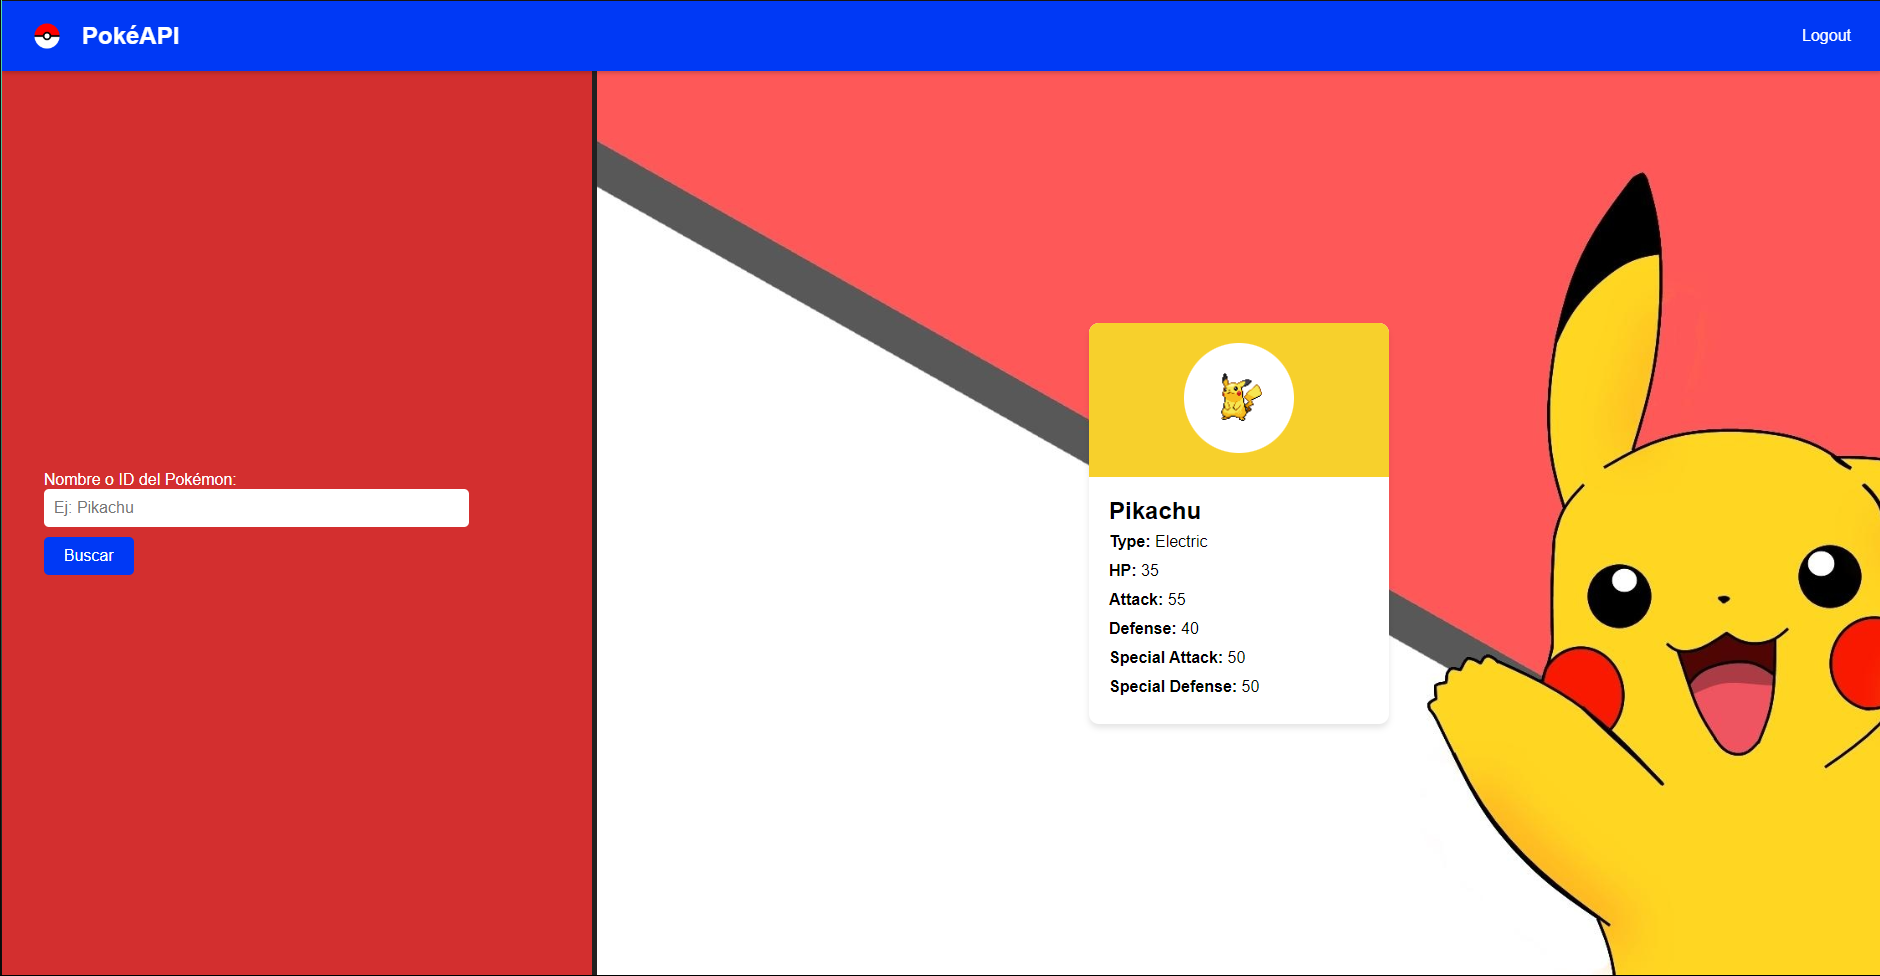 PokéAPI
Logout
Nombre o ID del Pokémon:
Ej: Pikachu
Buscar
Pikachu
Type: Electric
HP: 35
Attack: 55
Defense: 40
Special Attack: 50
Special Defense: 50